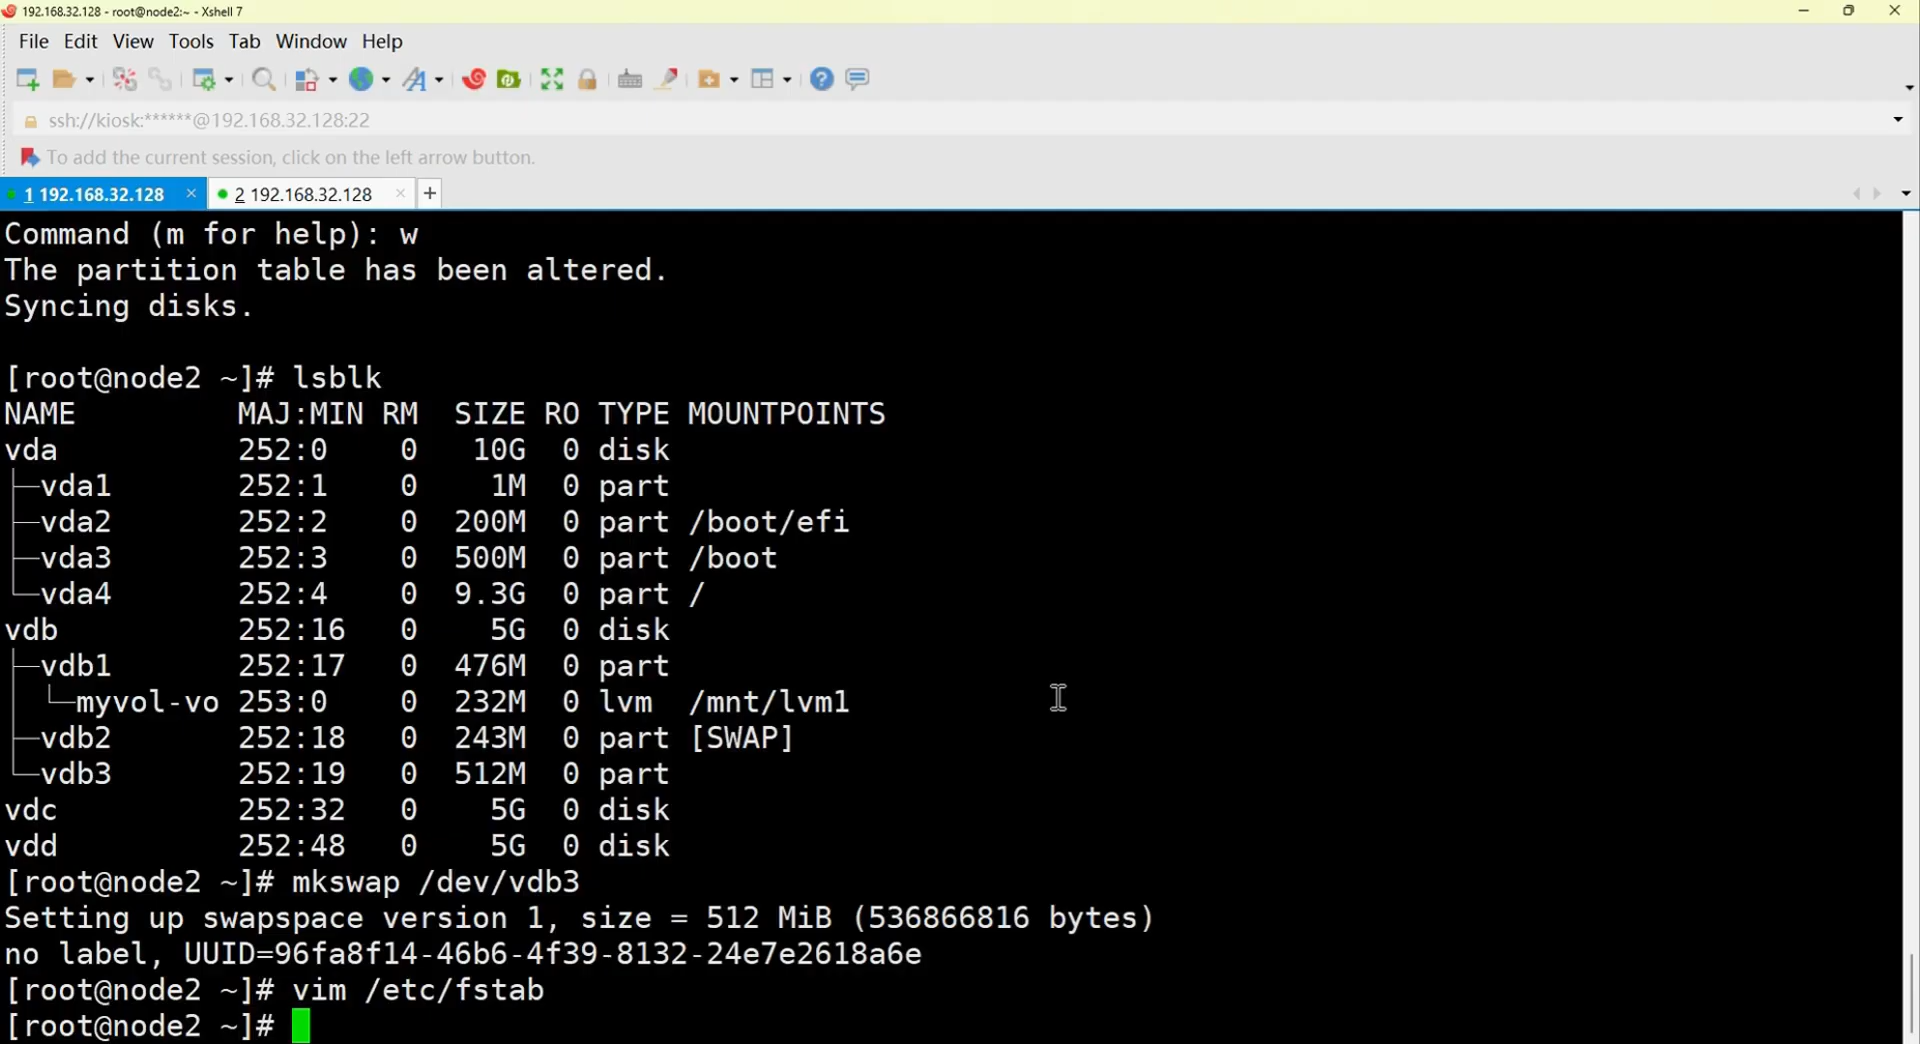 192.168.32.128 - root@node2:~ - Xshell 7
File Edit View Tools Tab Window Help
ssh://kiosk:******@192.168.32.128:22
To add the current session, click on the left arrow button.
1 192.168.32.128 × 2 192.168.32.128 × +
Command (m for help): w
The partition table has been altered.
Syncing disks.
[root@node2 ~]# lsblk
NAME MAJ:MIN RM SIZE RO TYPE MOUNTPOINTS
vda 252:0 0 10G 0 disk
├─vda1 252:1 0 1M 0 part
├─vda2 252:2 0 200M 0 part /boot/efi
├─vda3 252:3 0 500M 0 part /boot
└─vda4 252:4 0 9.3G 0 part /
vdb 252:16 0 5G 0 disk
├─vdb1 252:17 0 476M 0 part
│ └─myvol-vo 253:0 0 232M 0 lvm /mnt/lvm1
├─vdb2 252:18 0 243M 0 part [SWAP]
└─vdb3 252:19 0 512M 0 part
vdc 252:32 0 5G 0 disk
vdd 252:48 0 5G 0 disk
[root@node2 ~]# mkswap /dev/vdb3
Setting up swapspace version 1, size = 512 MiB (536866816 bytes)
no label, UUID=96fa8f14-46b6-4f39-8132-24e7e2618a6e
[root@node2 ~]# vim /etc/fstab
[root@node2 ~]#